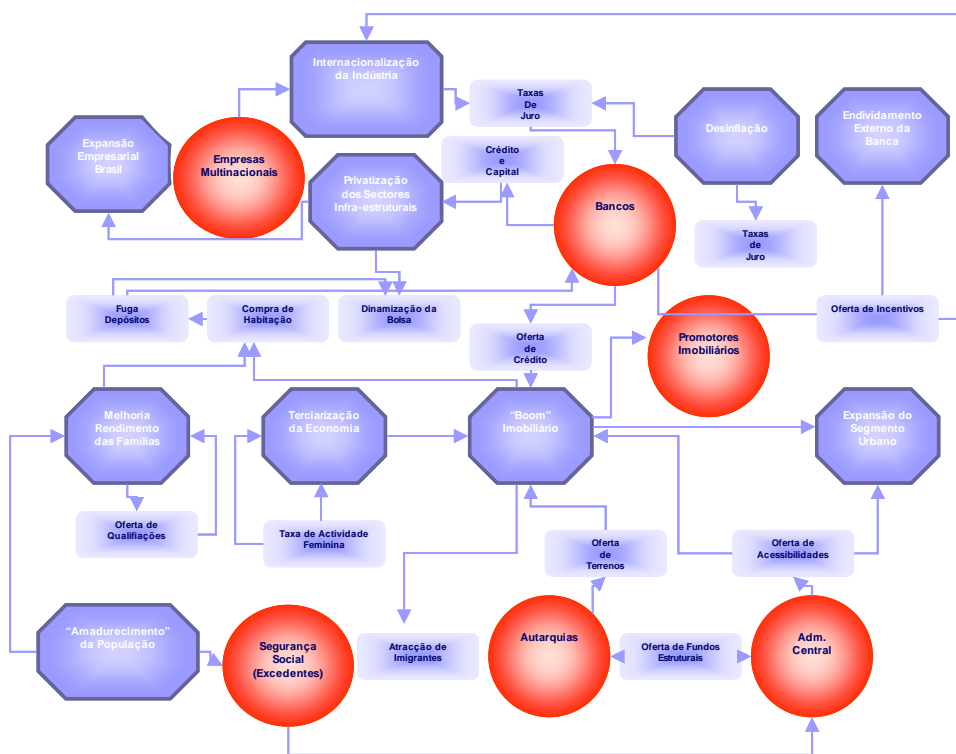 Internacionalização
da Indústria
Taxas
De
Juro
Desinflação
Endividamento
Externo da
Banca
Expansão
Empresarial
Brasil
Empresas
Multinacionais
Crédito e
Capital
Privatização
dos Sectores
Infra-estruturais
Bancos
Taxas
de
Juro
Fuga
Depósitos
Compra de
Habitação
Dinamização da
Bolsa
Oferta
de
Crédito
Promotores
Imobiliários
Oferta de Incentivos
Melhoria
Rendimento
das Famílias
Terciarização
da Economia
“Boom”
Imobiliário
Expansão do
Segmento
Urbano
Oferta de
Qualifiações
Taxa de Actividade
Feminina
Oferta
de
Terrenos
Oferta de
Acessibilidades
“Amadurecimento”
da População
Segurança
Social
(Excedentes)
Atracção de
Imigrantes
Autarquias
Oferta de Fundos
Estruturais
Adm.
Central